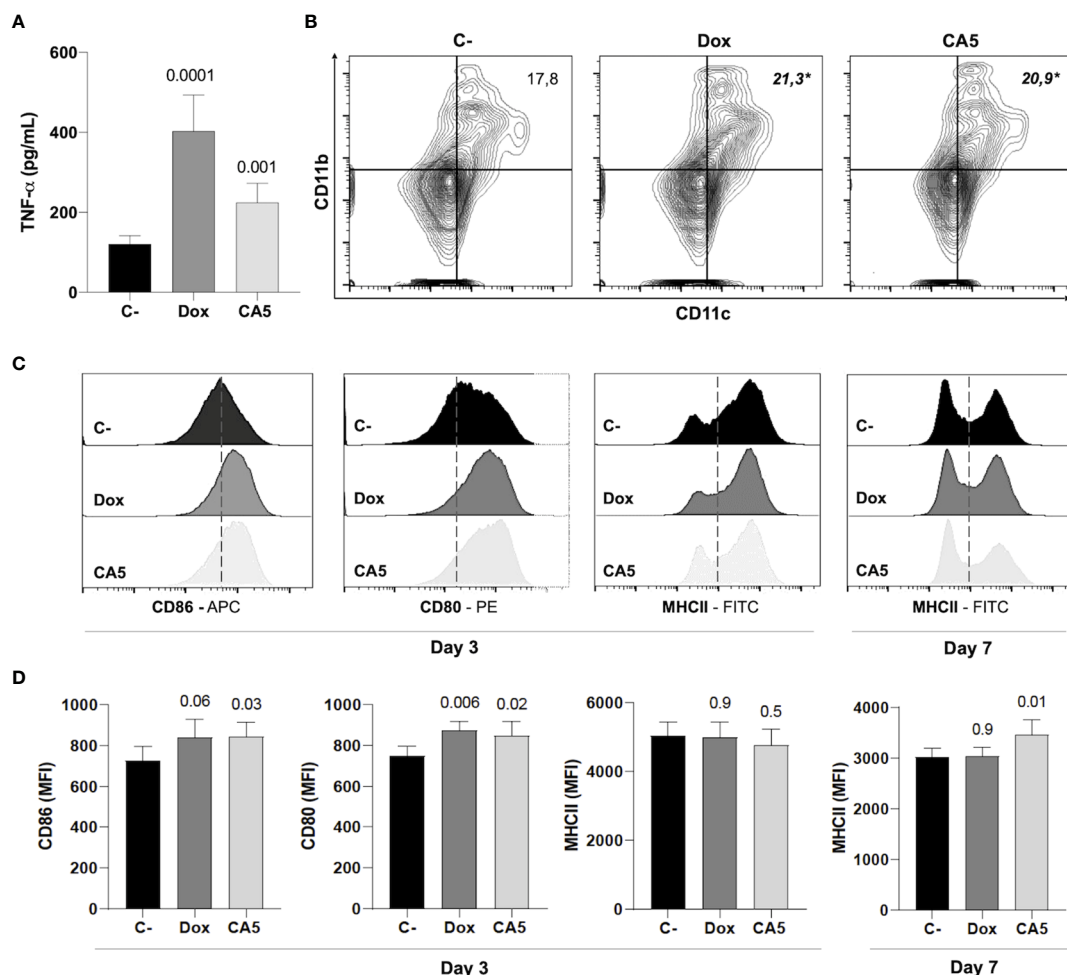 A
TNF-α (pg/mL)
600
400
200
0
0.0001
0.001
C- Dox CA5
B
C- Dox CA5
17,8
21,3*
20,9*
CD11b
CD11c
C
C-
Dox
CA5
CD86 - APC
C-
Dox
CA5
CD80 - PE
C-
Dox
CA5
MHCII - FITC
C-
Dox
CA5
MHCII - FITC
Day 3
Day 7
D
CD86 (MFI)
1000
800
600
400
200
0
0.06
0.03
C- Dox CA5
CD80 (MFI)
1000
800
600
400
200
0
0.006
0.02
C- Dox CA5
MHCII (MFI)
6000
4000
2000
0
0.9
0.5
C- Dox CA5
MHCII (MFI)
4000
3000
2000
1000
0
0.9
0.01
C- Dox CA5
Day 3
Day 7